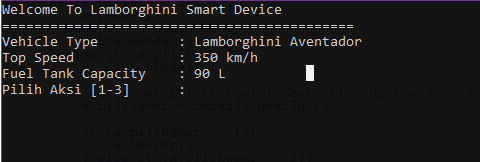 Welcome To Lamborghini Smart Device
============================================
Vehicle Type          : Lamborghini Aventador
Top Speed             : 350 km/h
Fuel Tank Capacity    : 90 L
Pilih Aksi [1-3]      :